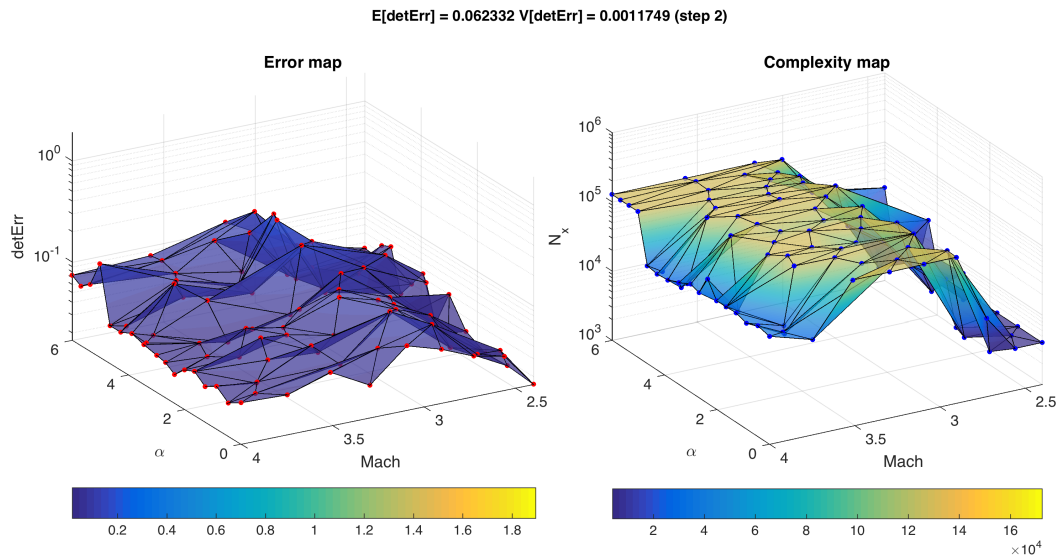 E[detErr] = 0.062332 V[detErr] = 0.0011749 (step 2)
Error map
Complexity map
10^0
10^-1
detErr
6
4
2
0
α
4
3.5
3
2.5
Mach
10^6
10^5
10^4
10^3
N_x
6
4
2
0
α
4
3.5
3
2.5
Mach
0.2 0.4 0.6 0.8 1 1.2 1.4 1.6 1.8
2 4 6 8 10 12 14 16
×10^4